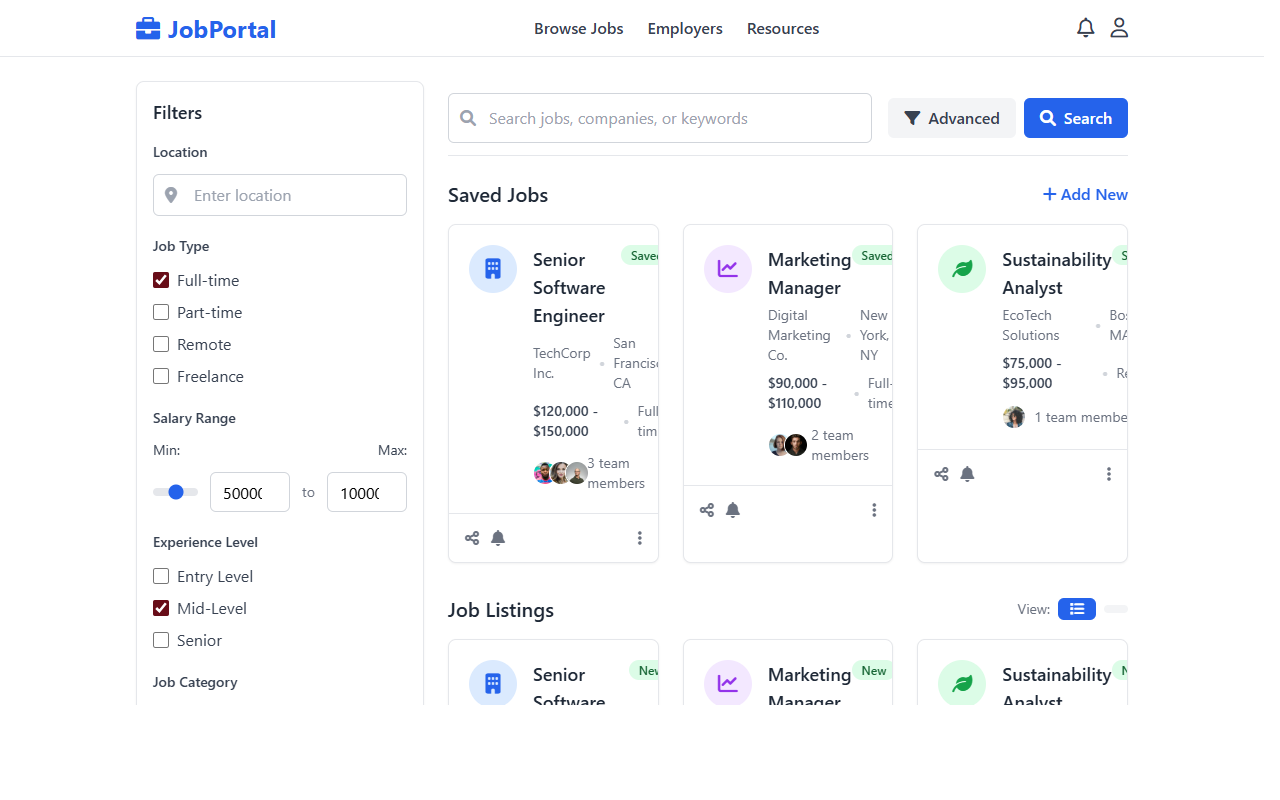 JobPortal
Browse Jobs
Employers
Resources
Filters
Location
Enter location
Job Type
Full-time
Part-time
Remote
Freelance
Salary Range
Min:
Max:
50000
to
10000
Experience Level
Entry Level
Mid-Level
Senior
Job Category
Search jobs, companies, or keywords
Advanced
Search
Saved Jobs
Add New
Senior
Software
Engineer
Saved
TechCorp
Inc.
San
Francisco,
CA
$120,000 -
$150,000
Full-
time
3 team
members
Marketing
Manager
Saved
Digital
Marketing
Co.
New
York,
NY
$90,000 -
$110,000
Full-
time
2 team
members
Sustainability
Analyst
EcoTech
Solutions
$75,000 -
$95,000
1 team member
Job Listings
View:
Senior
Software
New
Marketing
Manager
New
Sustainability
Analyst